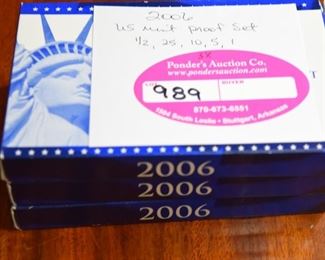 2006
US mint proof Set
1/2, 25, 10, 5, 1
3x
Ponder's Auction Co.
www.pondersauction.com
989
BUYER
870-673-6551
1504 South Leslie • Stuttgart, Arkansas
2006
2006
2006